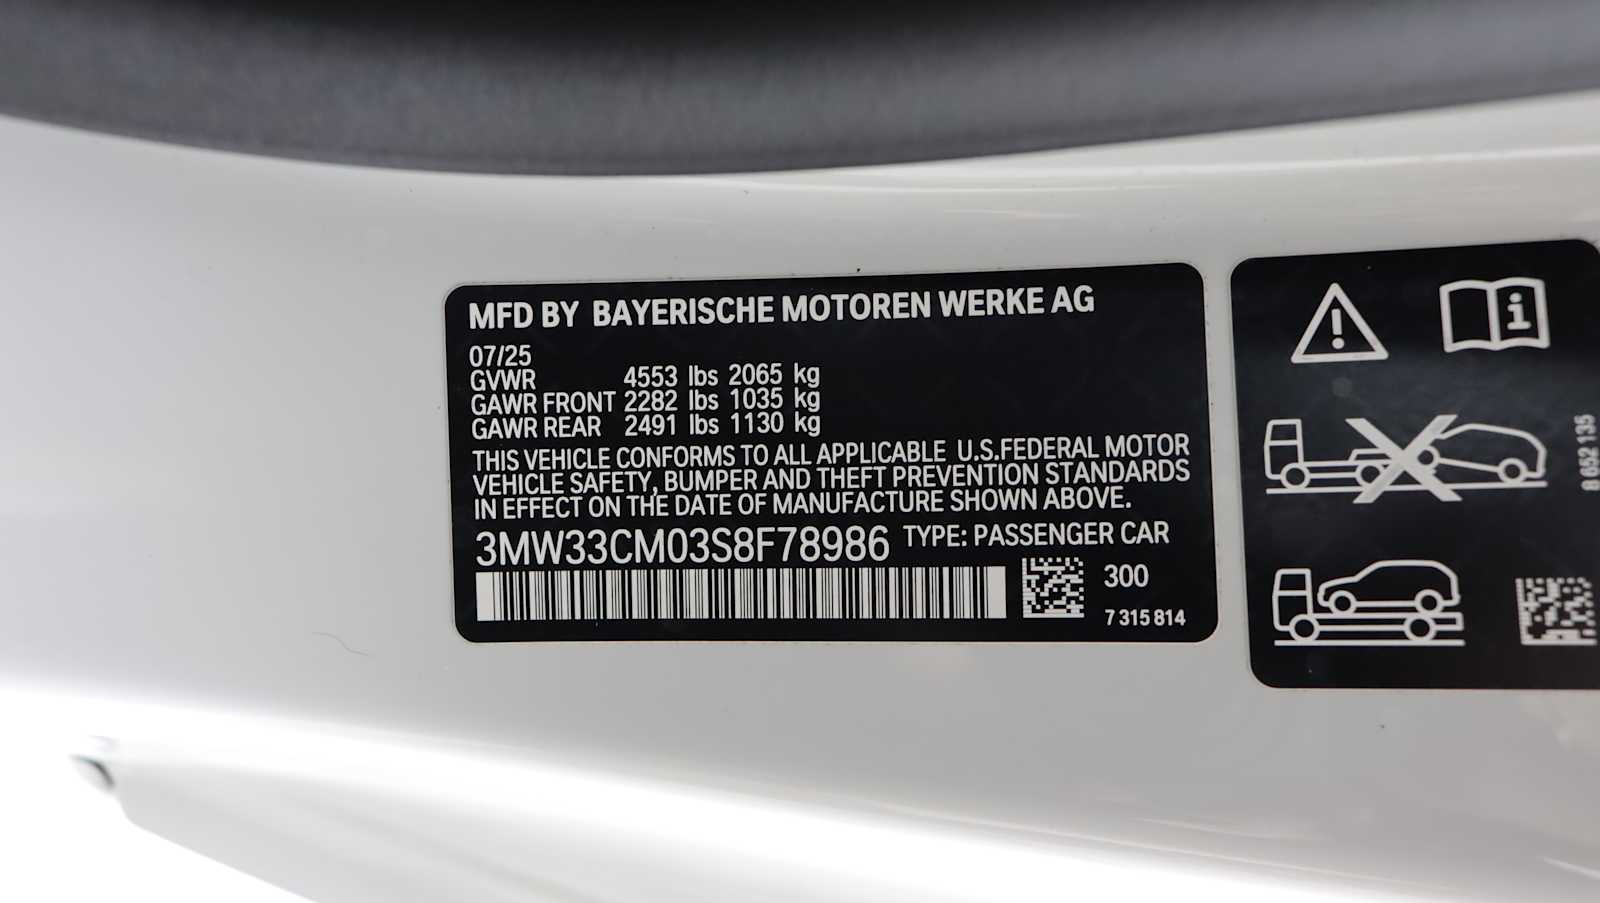 MFD BY BAYERISCHE MOTOREN WERKE AG
07/25
GVWR 4553 lbs 2065 kg
GAWR FRONT 2282 lbs 1035 kg
GAWR REAR 2491 lbs 1130 kg
THIS VEHICLE CONFORMS TO ALL APPLICABLE U.S.FEDERAL MOTOR
VEHICLE SAFETY, BUMPER AND THEFT PREVENTION STANDARDS
IN EFFECT ON THE DATE OF MANUFACTURE SHOWN ABOVE.
3MW33CM03S8F78986 TYPE: PASSENGER CAR
300
7 315 814
8 652 135